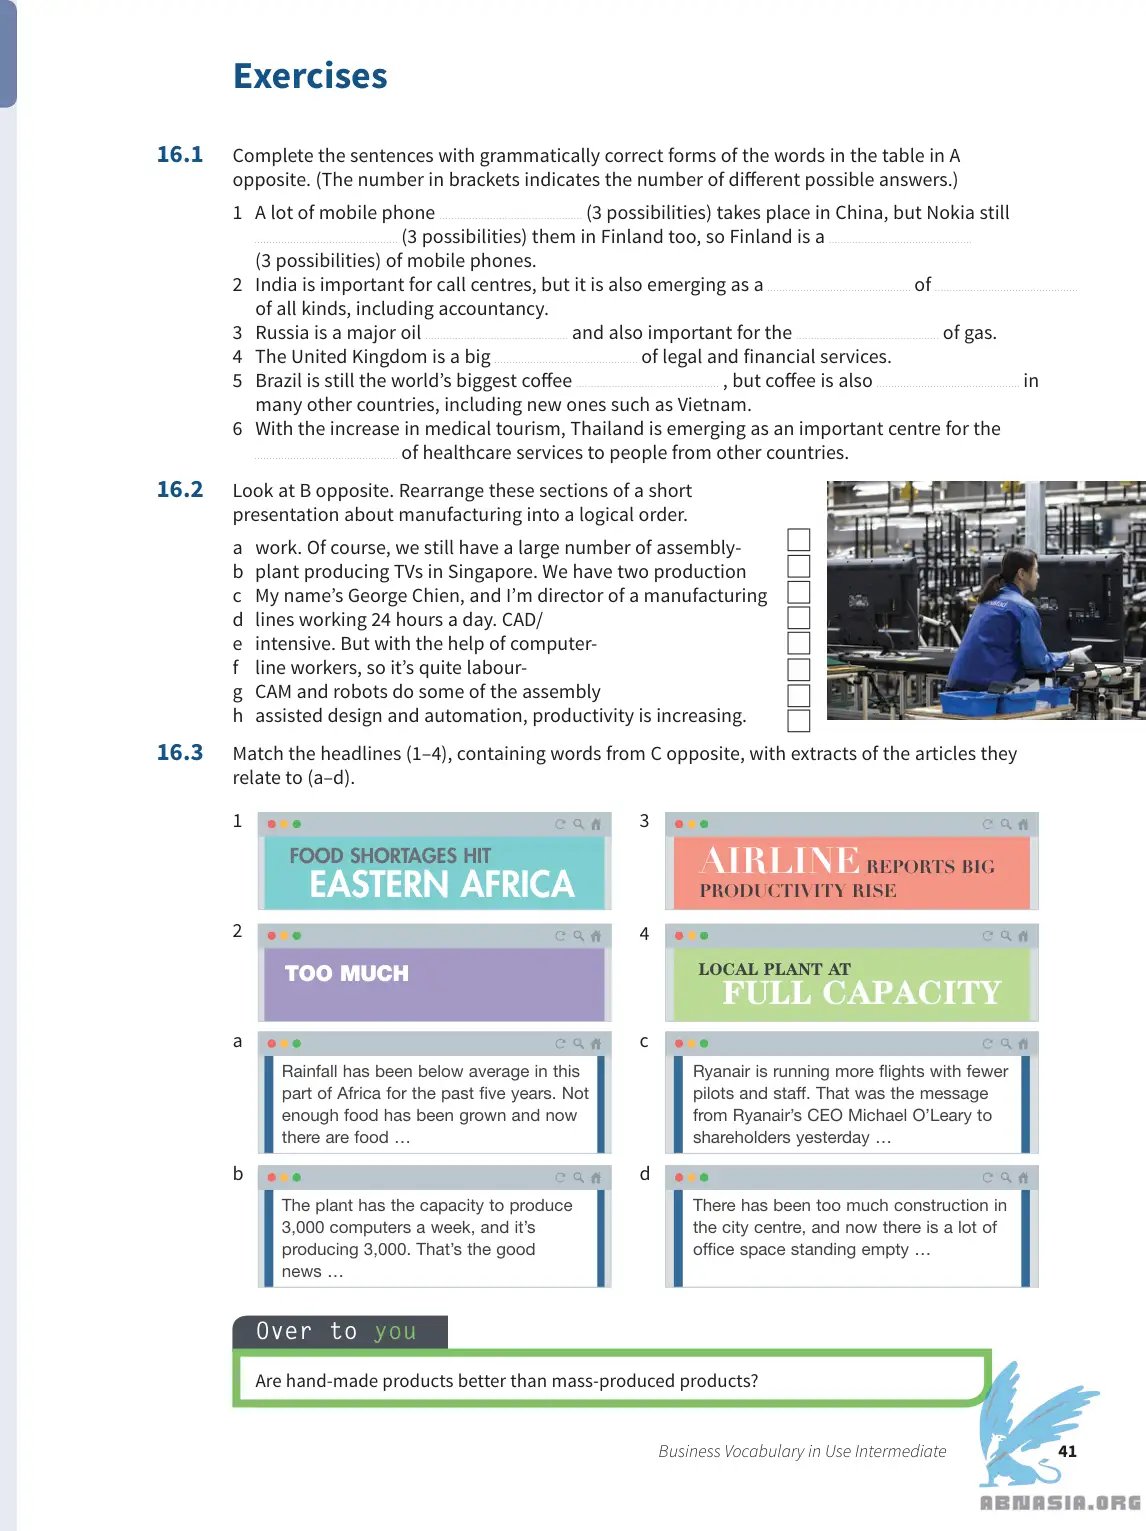 Exercises
16.1 Complete the sentences with grammatically correct forms of the words in the table in A
opposite. (The number in brackets indicates the number of different possible answers.)
1 A lot of mobile phone (3 possibilities) takes place in China, but Nokia still
(3 possibilities) them in Finland too, so Finland is a
(3 possibilities) of mobile phones.
2 India is important for call centres, but it is also emerging as a of
of all kinds, including accountancy.
3 Russia is a major oil and also important for the of gas.
4 The United Kingdom is a big of legal and financial services.
5 Brazil is still the world's biggest coffee , but coffee is also in
many other countries, including new ones such as Vietnam.
6 With the increase in medical tourism, Thailand is emerging as an important centre for the
of healthcare services to people from other countries.
16.2 Look at B opposite. Rearrange these sections of a short
presentation about manufacturing into a logical order.
a work. Of course, we still have a large number of assembly-
b plant producing TVs in Singapore. We have two production
c My name's George Chien, and I'm director of a manufacturing
d lines working 24 hours a day. CAD/
e intensive. But with the help of computer-
f line workers, so it's quite labour-
g CAM and robots do some of the assembly
h assisted design and automation, productivity is increasing.
16.3 Match the headlines (1–4), containing words from C opposite, with extracts of the articles they
relate to (a–d).
1
FOOD SHORTAGES HIT
EASTERN AFRICA
3
AIRLINE REPORTS BIG
PRODUCTIVITY RISE
2
TOO MUCH
4
LOCAL PLANT AT
FULL CAPACITY
a
Rainfall has been below average in this
part of Africa for the past five years. Not
enough food has been grown and now
there are food …
c
Ryanair is running more flights with fewer
pilots and staff. That was the message
from Ryanair's CEO Michael O'Leary to
shareholders yesterday …
b
The plant has the capacity to produce
3,000 computers a week, and it's
producing 3,000. That's the good
news …
d
There has been too much construction in
the city centre, and now there is a lot of
office space standing empty …
Over to you
Are hand-made products better than mass-produced products?
Business Vocabulary in Use Intermediate 41
ABNASIA.ORG